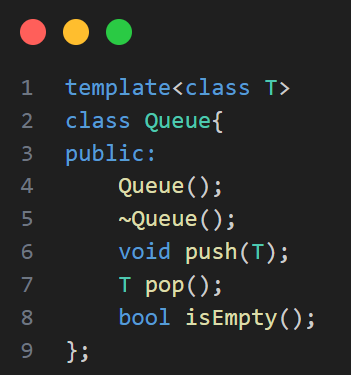 1 template<class T>
2 class Queue{
3 public:
4     Queue();
5     ~Queue();
6     void push(T);
7     T pop();
8     bool isEmpty();
9 };